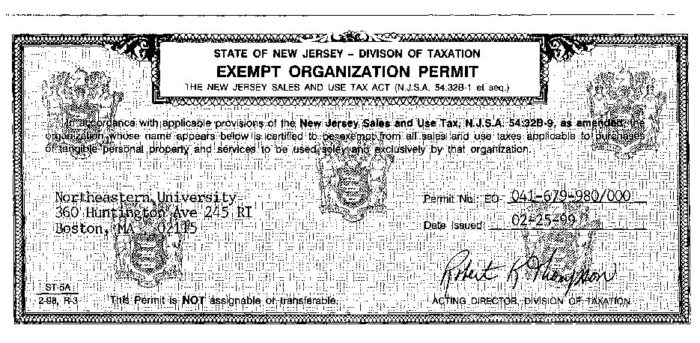 STATE OF NEW JERSEY – DIVISON OF TAXATION
EXEMPT ORGANIZATION PERMIT
THE NEW JERSEY SALES AND USE TAX ACT (N.J.S.A. 54:32B-1 et seq.)
In accordance with applicable provisions of the New Jersey Sales and Use Tax, N.J.S.A. 54:32B-9, as amended, the
organization whose name appears below is certified to be exempt from all sales and use taxes applicable to purchases
of tangible personal property and services to be used soley and exclusively by that organization.
Northeastern University
360 Huntington Ave 245 RI
Boston, MA 02115
Permit No. EO- 041-679-980/000
Date Issued 02-25-99
Robert K Thompson
ST-5A
2-98, R-3
This Permit is NOT assignable or transferable.
ACTING DIRECTOR, DIVISION OF TAXATION